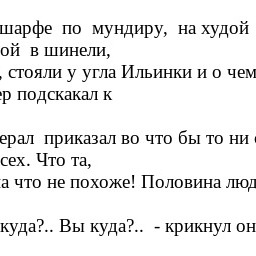 шарфе по мундиру, на худой
ой в шинели,
, стояли у угла Ильинки и о чем
ер подскакал к
ерал приказал во что бы то ни с
сех. Что та,
а что не похоже! Половина люд
куда?.. Вы куда?.. - крикнул он